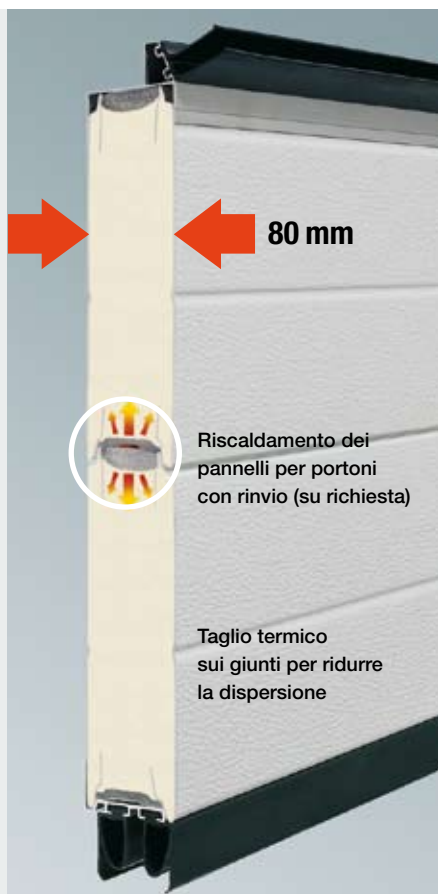 80 mm
Riscaldamento dei
pannelli per portoni
con rinvio (su richiesta)
Taglio termico
sui giunti per ridurre
la dispersione